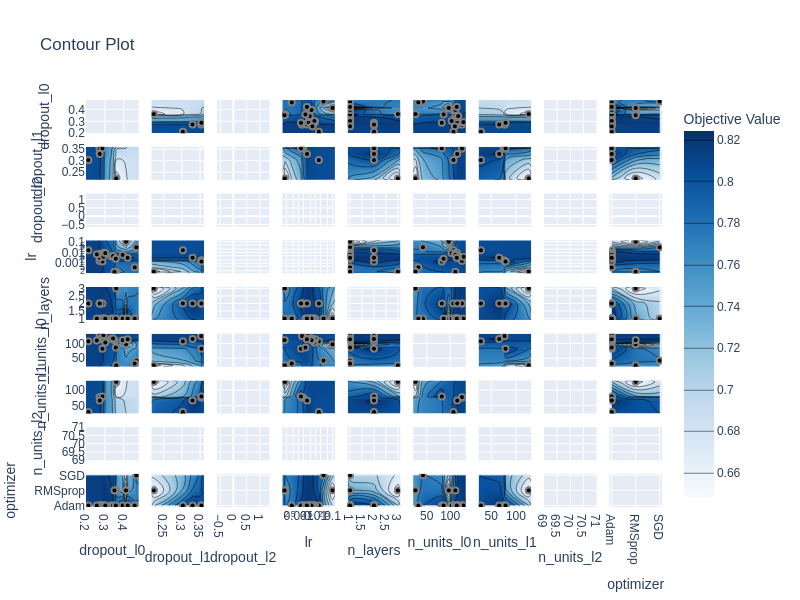 Contour Plot
Objective Value
0.82
0.8
0.78
0.76
0.74
0.72
0.7
0.68
0.66
dropout_l0
0.4
0.3
0.2
dropout_l1
0.35
0.3
0.25
dropout_l2
1
0.5
0
−0.5
lr
0.1
0.01
0.001
n_layers
3
2.5
2
1.5
1
n_units_l0
100
50
n_units_l1
100
50
n_units_l2
71
70.5
70
69.5
69
optimizer
SGD
RMSprop
Adam
0.2
0.3
0.4
dropout_l0
0.25
0.3
0.35
dropout_l1
−0.5
0
0.5
1
dropout_l2
0.1
lr
1
2
3
n_layers
50 100
n_units_l0
50 100
n_units_l1
69
69.5
70
70.5
71
n_units_l2
Adam
RMSprop
SGD
optimizer